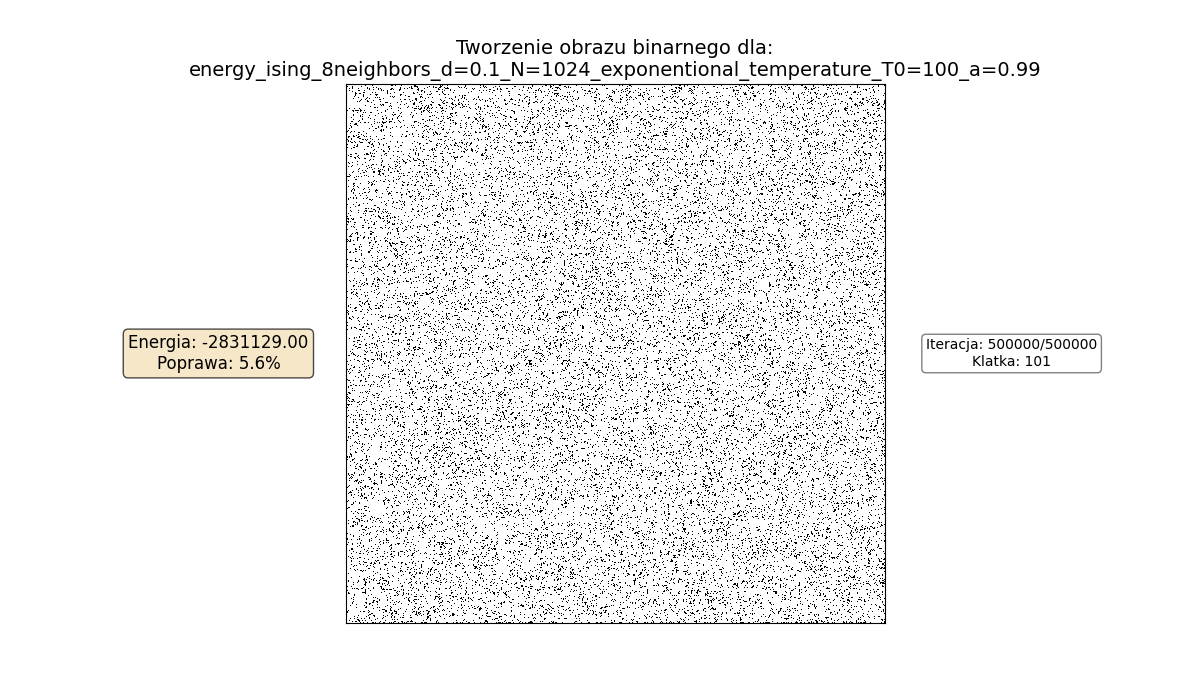 Tworzenie obrazu binarnego dla:
energy_ising_8neighbors_d=0.1_N=1024_exponentional_temperature_T0=100_a=0.99
Energia: -2831129.00
Poprawa: 5.6%
Iteracja: 500000/500000
Klatka: 101